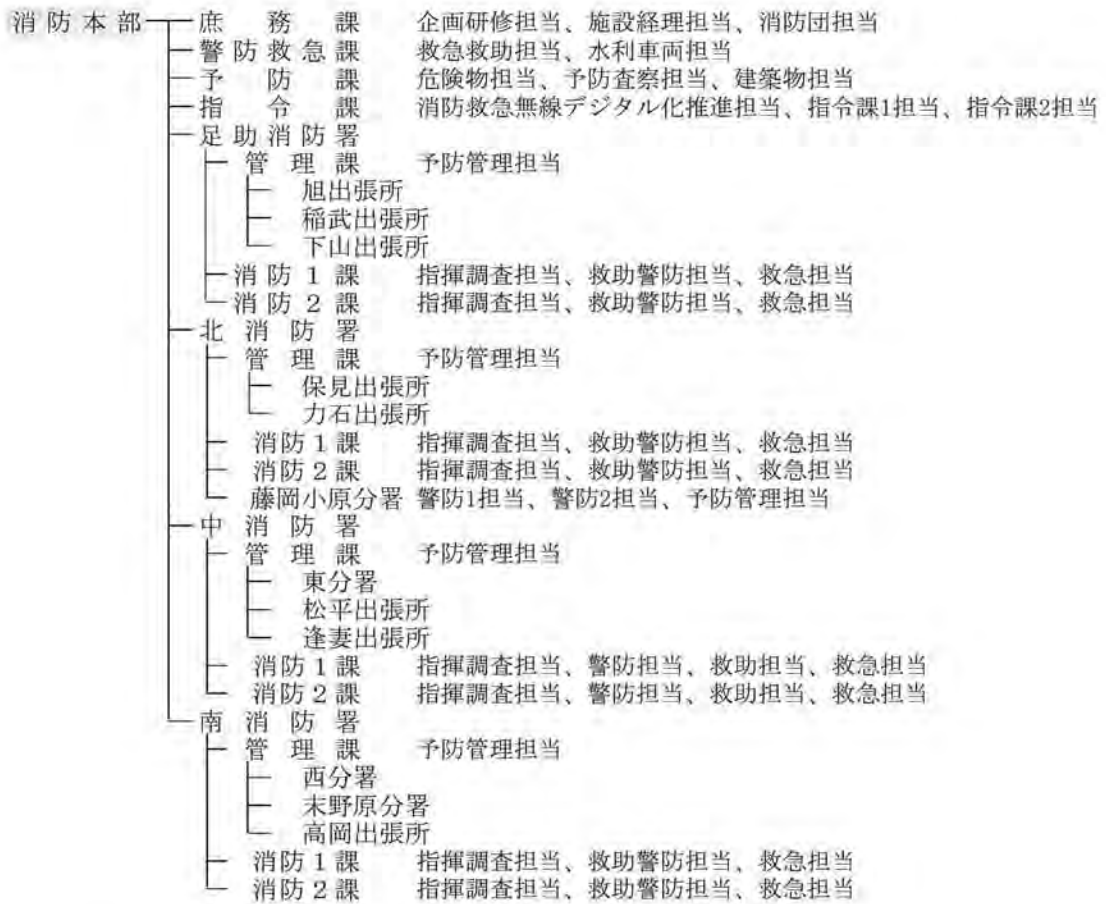 消防本部 庶務課 企画研修担当、施設経理担当、消防団担当
警防救急課 救急救助担当、水利車両担当
予防課 危険物担当、予防査察担当、建築物担当
指令課 消防救急無線デジタル化推進担当、指令課1担当、指令課2担当
足助消防署
管理課 予防管理担当
旭出張所
稲武出張所
下山出張所
消防1課 指揮調査担当、救助警防担当、救急担当
消防2課 指揮調査担当、救助警防担当、救急担当
北消防署
管理課 予防管理担当
保見出張所
力石出張所
消防1課 指揮調査担当、救助警防担当、救急担当
消防2課 指揮調査担当、救助警防担当、救急担当
藤岡小原分署 警防1担当、警防2担当、予防管理担当
中消防署
管理課 予防管理担当
東分署
松平出張所
逢妻出張所
消防1課 指揮調査担当、警防担当、救助担当、救急担当
消防2課 指揮調査担当、警防担当、救助担当、救急担当
南消防署
管理課 予防管理担当
西分署
末野原分署
高岡出張所
消防1課 指揮調査担当、救助警防担当、救急担当
消防2課 指揮調査担当、救助警防担当、救急担当